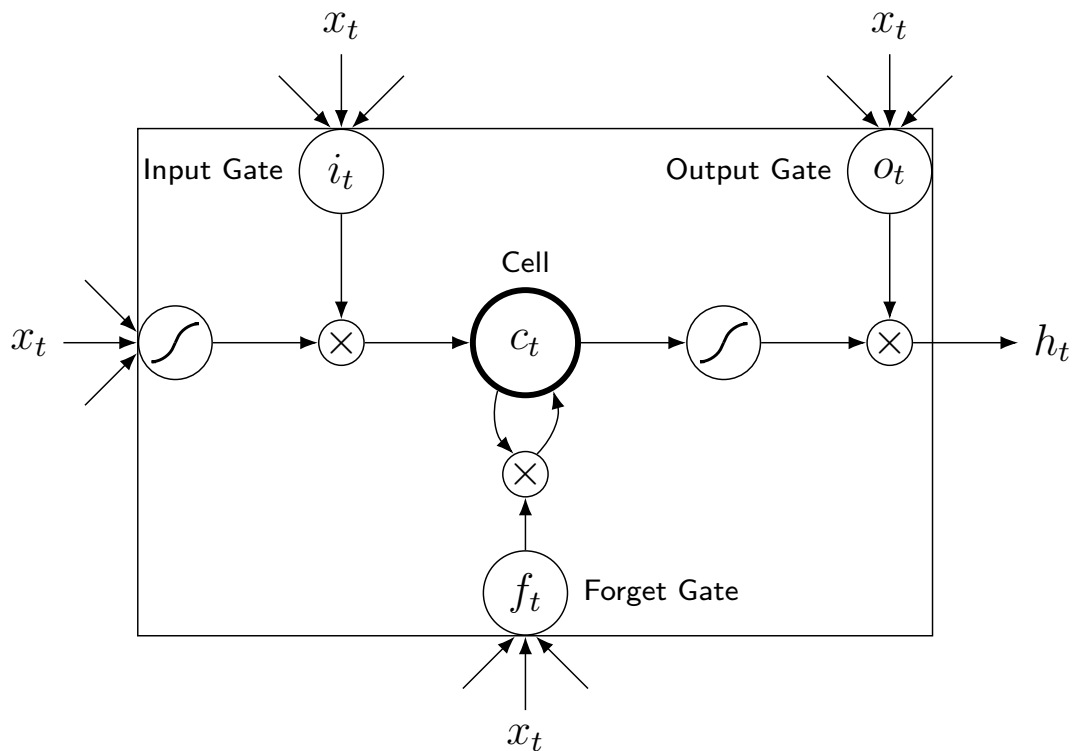 x_t x_t
Input Gate i_t Output Gate o_t
Cell
x_t × c_t × h_t
×
f_t Forget Gate
x_t